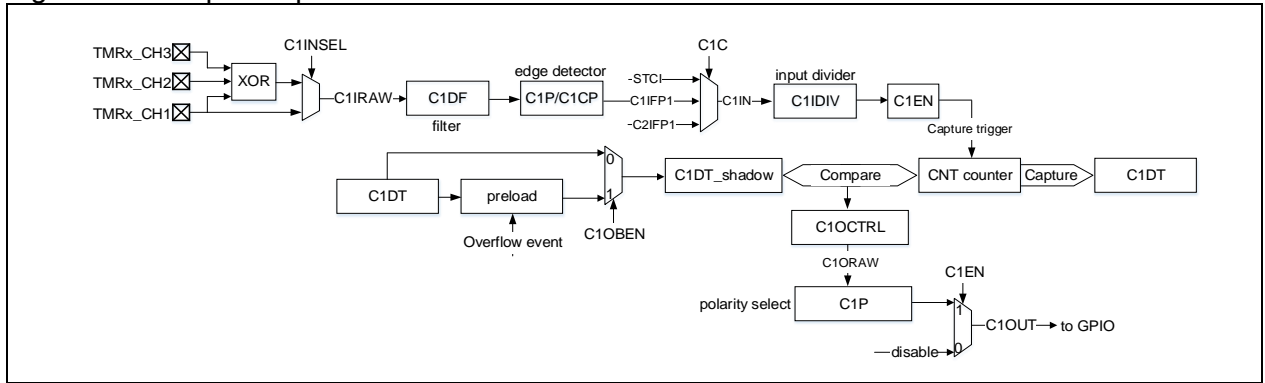 TMRx_CH3
TMRx_CH2
TMRx_CH1
XOR
C1INSEL
C1IRAW
C1DF
filter
edge detector
C1P/C1CP
C1C
-STCI
C1IFP1
-C2IFP1
C1IN
input divider
C1IDIV
C1EN
Capture trigger
C1DT
preload
Overflow event
0
1
C1OBEN
C1DT_shadow
Compare
CNT counter
Capture
C1DT
C1OCTRL
C1ORAW
polarity select
C1P
C1EN
1
0
disable
C1OUT
to GPIO